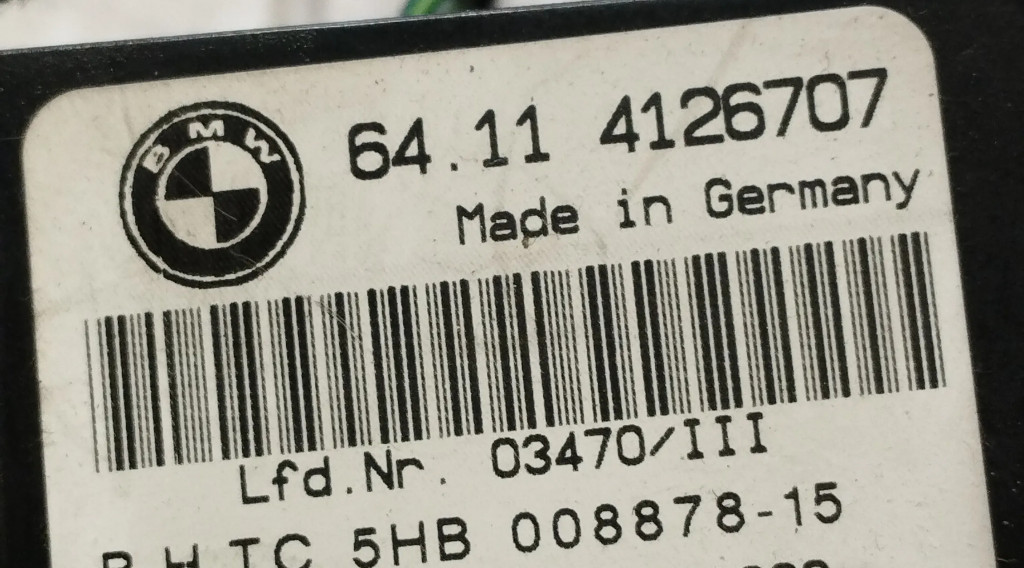 BMW
64.11 4126707
Made in Germany
Lfd.Nr. 03470/III
5HB 008878-15